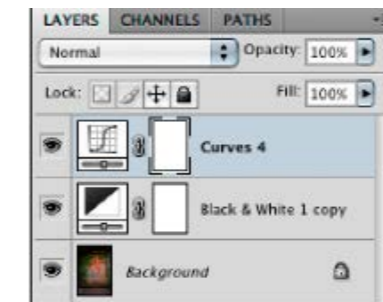 LAYERS CHANNELS PATHS
Normal Opacity: 100%
Lock: Fill: 100%
Curves 4
Black & White 1 copy
Background